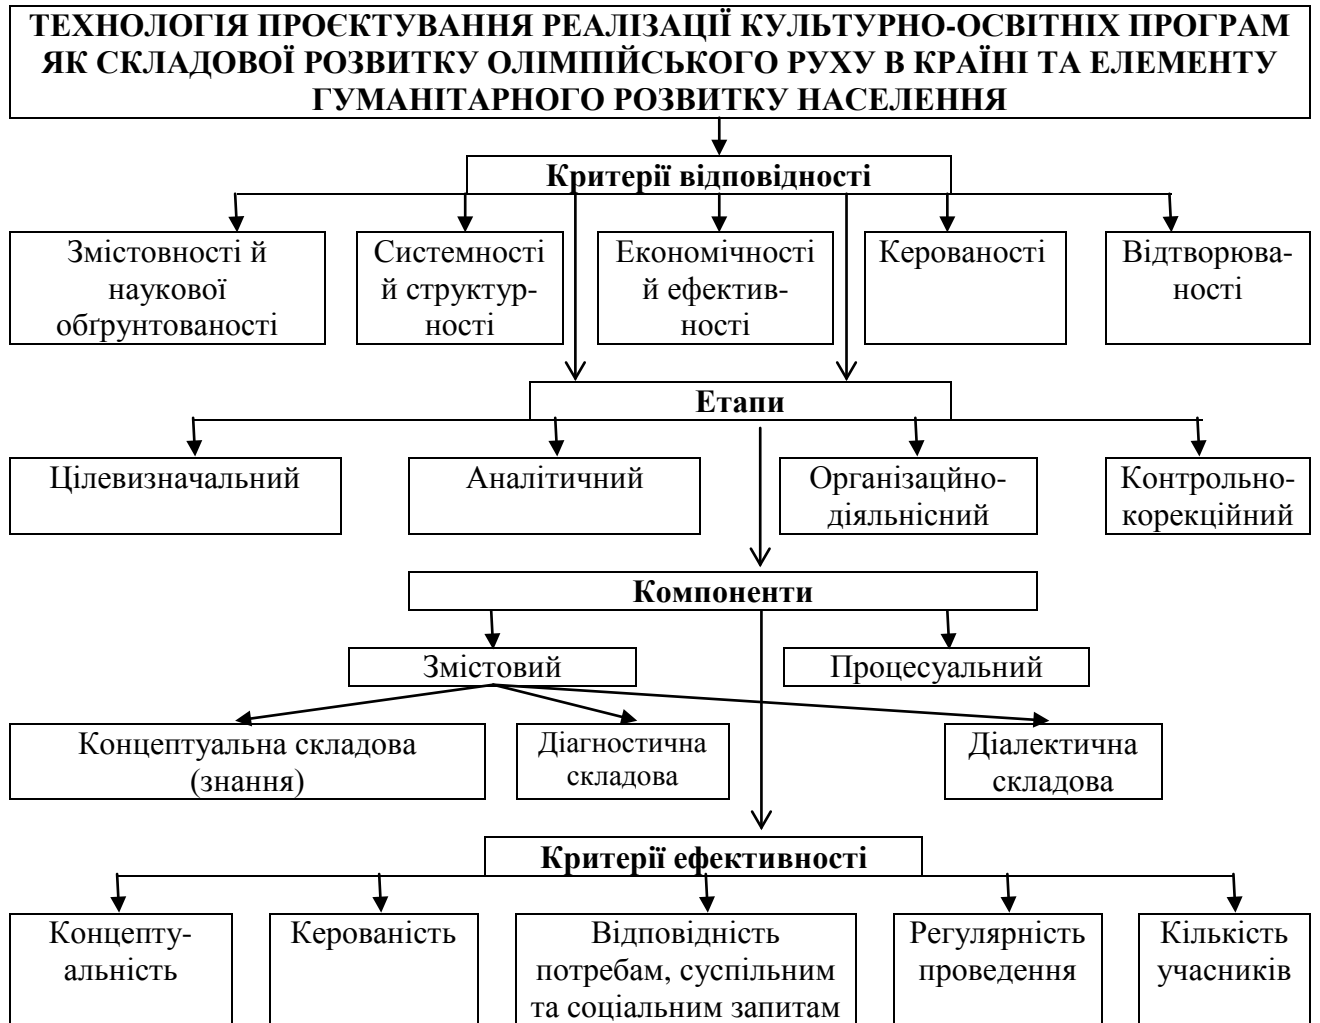 ТЕХНОЛОГІЯ ПРОЄКТУВАННЯ РЕАЛІЗАЦІЇ КУЛЬТУРНО-ОСВІТНІХ ПРОГРАМ
ЯК СКЛАДОВОЇ РОЗВИТКУ ОЛІМПІЙСЬКОГО РУХУ В КРАЇНІ ТА ЕЛЕМЕНТУ
ГУМАНІТАРНОГО РОЗВИТКУ НАСЕЛЕННЯ
Критерії відповідності
Змістовності й
наукової
обґрунтованості
Системності
й структур-
ності
Економічності
й ефектив-
ності
Керованості
Відтворюва-
ності
Етапи
Цілевизначальний
Аналітичний
Організаційно-
діяльнісний
Контрольно-
корекційний
Компоненти
Змістовий
Процесуальний
Концептуальна складова
(знання)
Діагностична
складова
Діалектична
складова
Критерії ефективності
Концепту-
альність
Керованість
Відповідність
потребам, суспільним
та соціальним запитам
Регулярність
проведення
Кількість
учасників